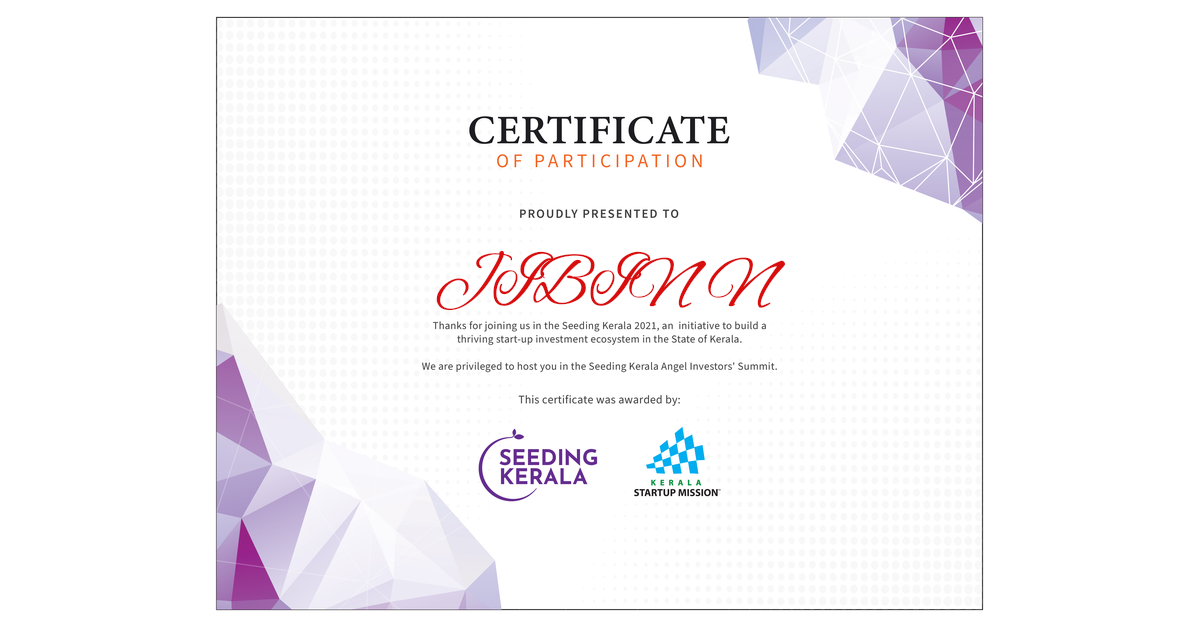 CERTIFICATE
OF PARTICIPATION
PROUDLY PRESENTED TO
JIBIN N
Thanks for joining us in the Seeding Kerala 2021, an initiative to build a
thriving start-up investment ecosystem in the State of Kerala.
We are privileged to host you in the Seeding Kerala Angel Investors' Summit.
This certificate was awarded by:
SEEDING
KERALA
KERALA
STARTUP MISSION